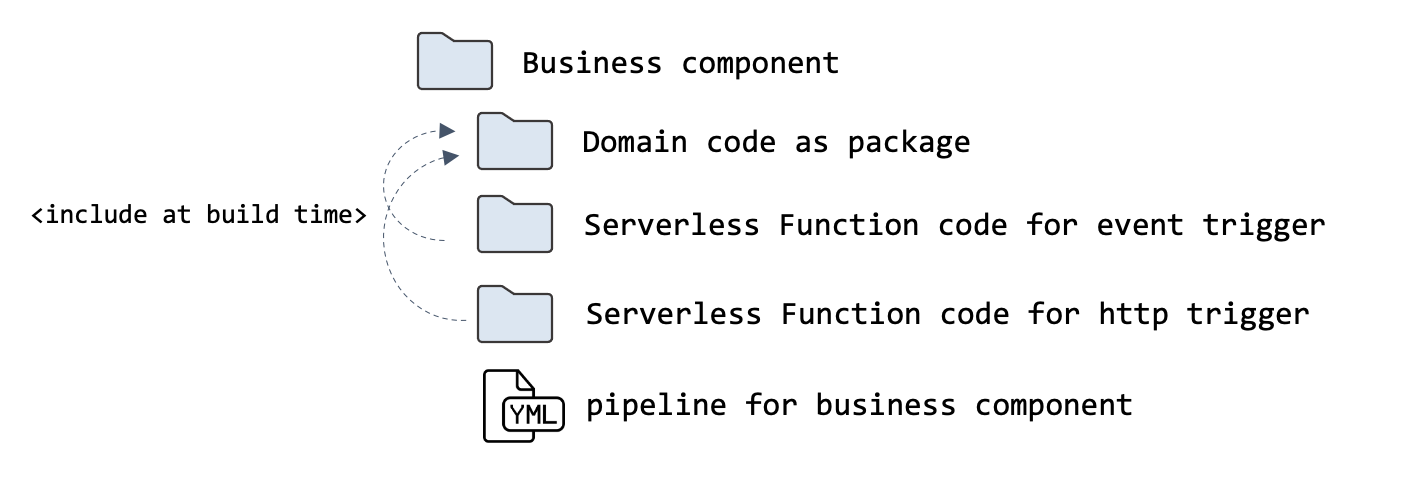 Business component
Domain code as package
<include at build time>
Serverless Function code for event trigger
Serverless Function code for http trigger
YML
pipeline for business component